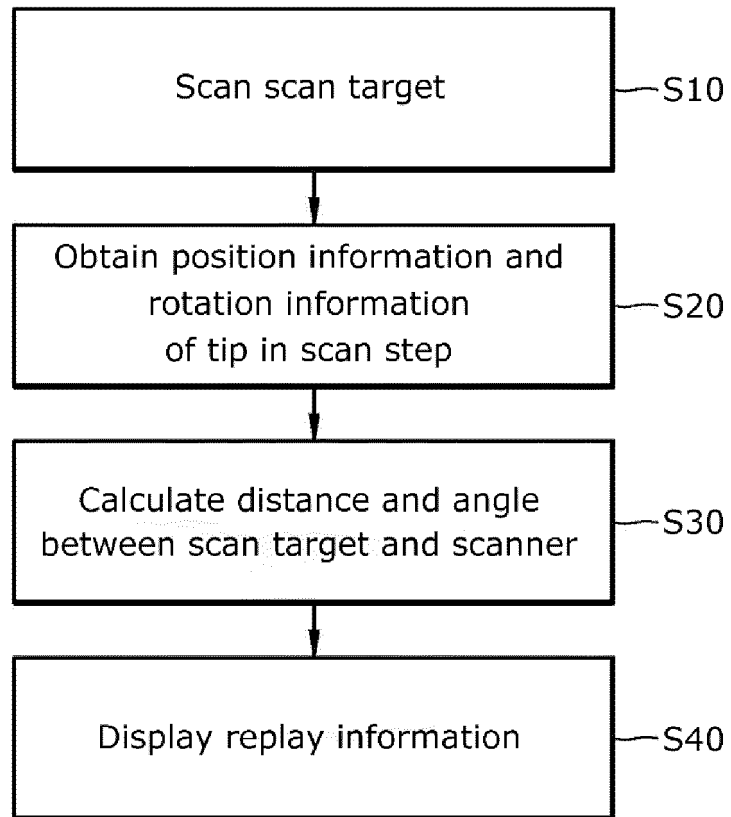 Scan scan target
S10
Obtain position information and
rotation information
of tip in scan step
S20
Calculate distance and angle
between scan target and scanner
S30
Display replay information
S40